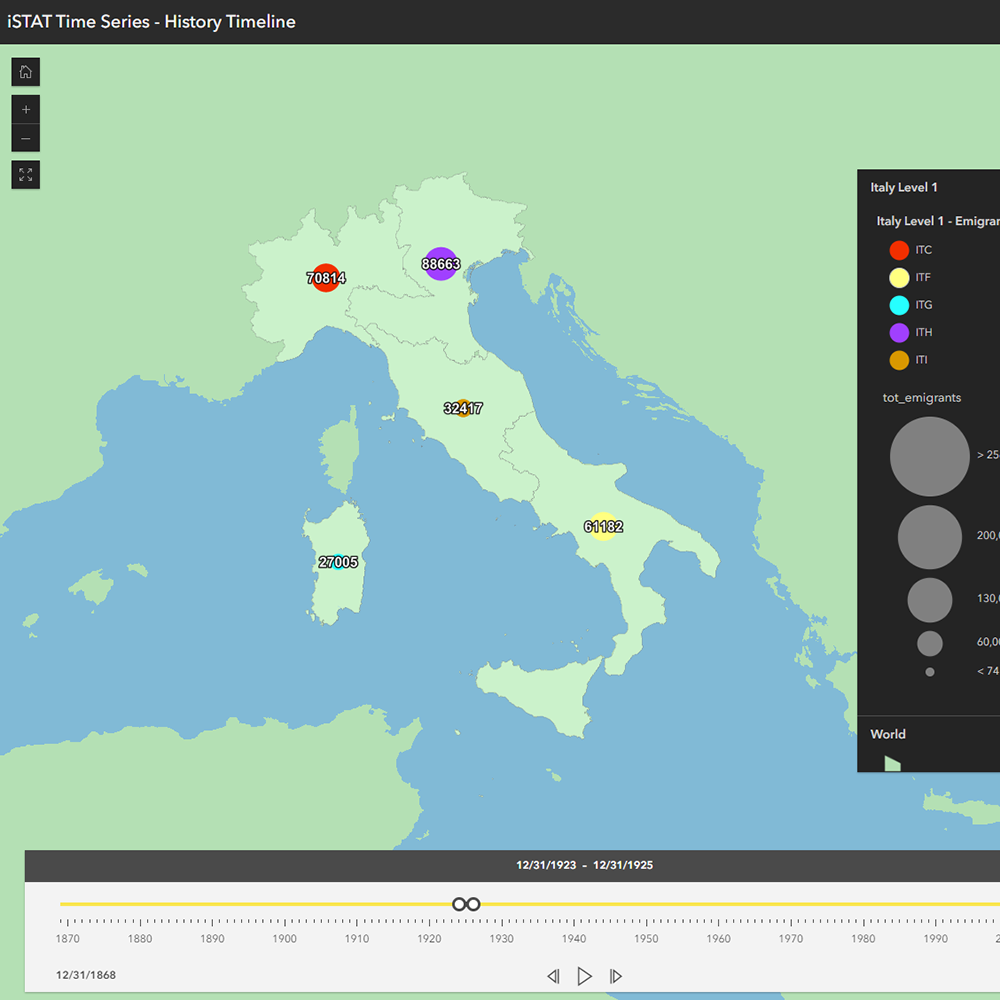 iSTAT Time Series - History Timeline
Italy Level 1
Italy Level 1 - Emigrar
ITC
ITF
ITG
ITH
ITI
tot_emigrants
> 25
200,
130,
60,0
< 74
World
70814
88663
32417
61182
27005
12/31/1923 - 12/31/1925
1870 1880 1890 1900 1910 1920 1930 1940 1950 1960 1970 1980 1990 2
12/31/1868